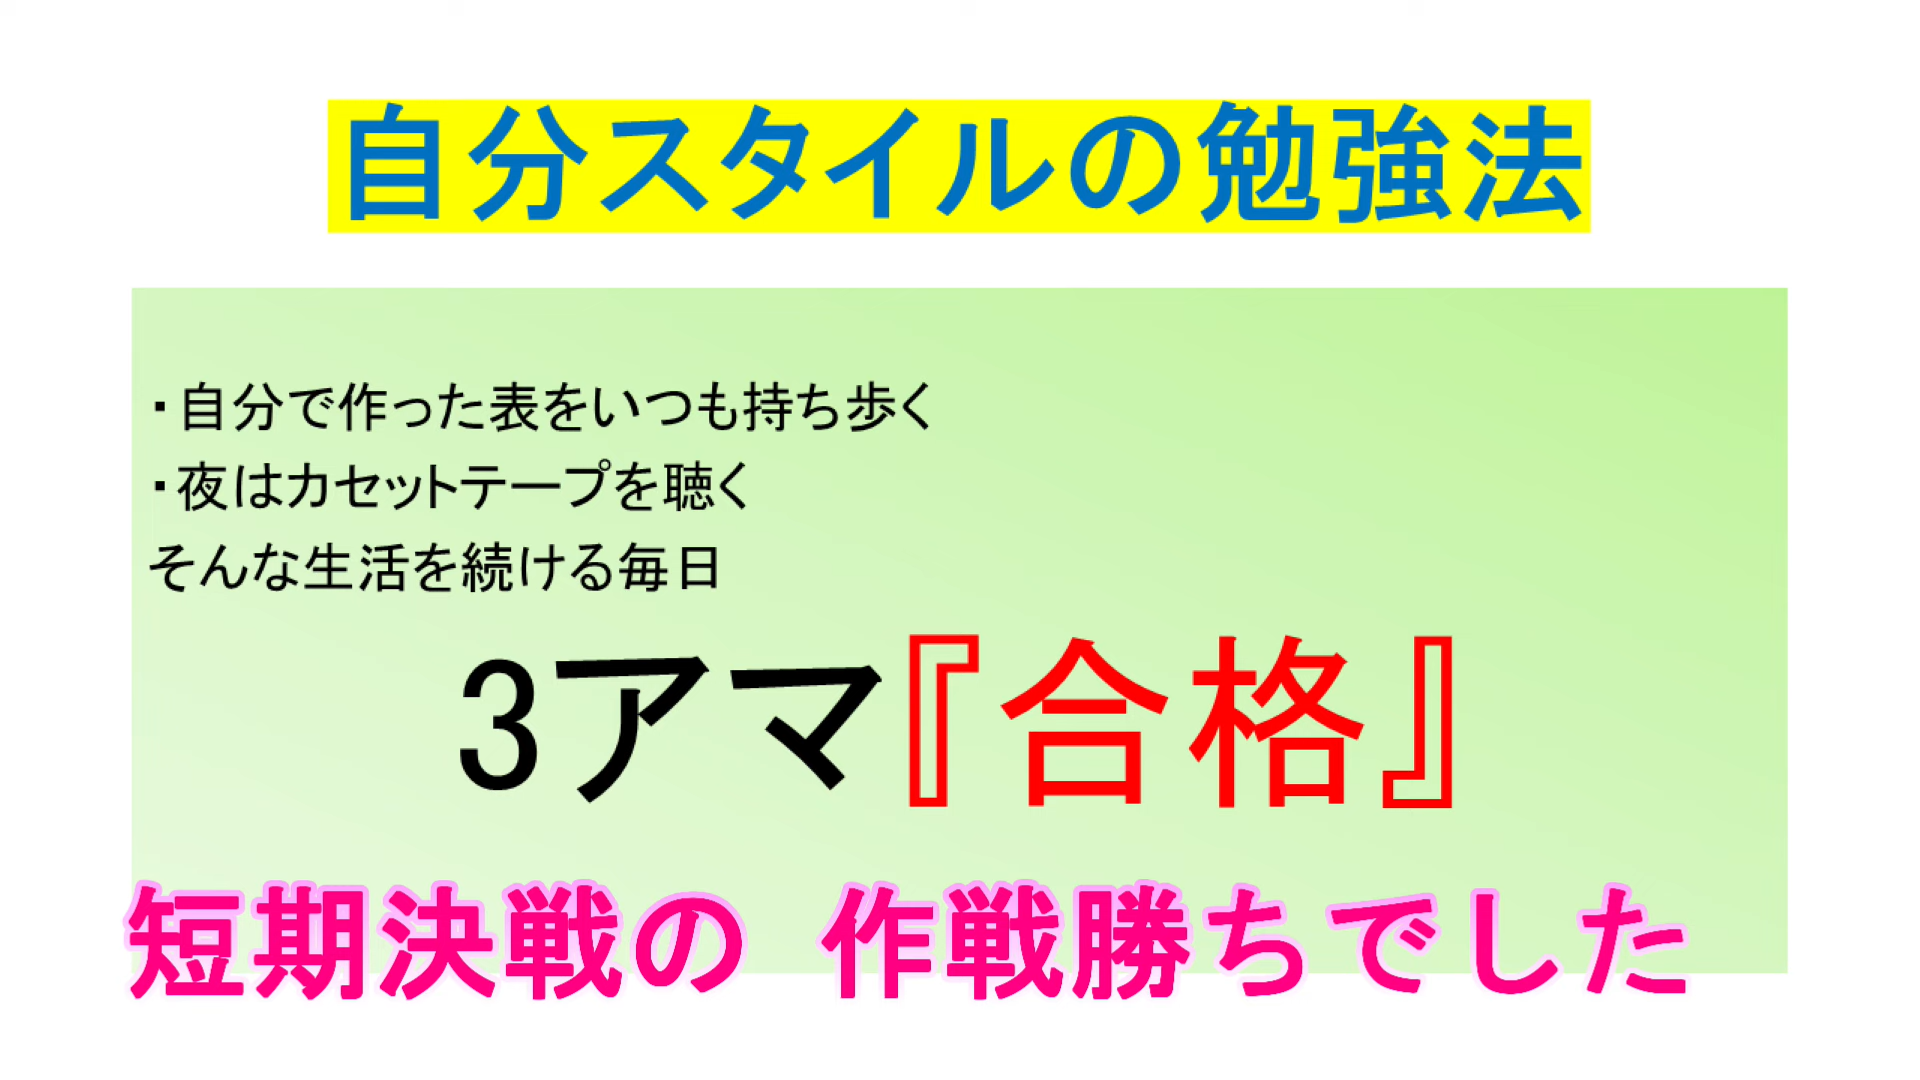 自分スタイルの勉強法
・自分で作った表をいつも持ち歩く
・夜はカセットテープを聴く
そんな生活を続ける毎日
3アマ『合格』
短期決戦の　作戦勝ちでした